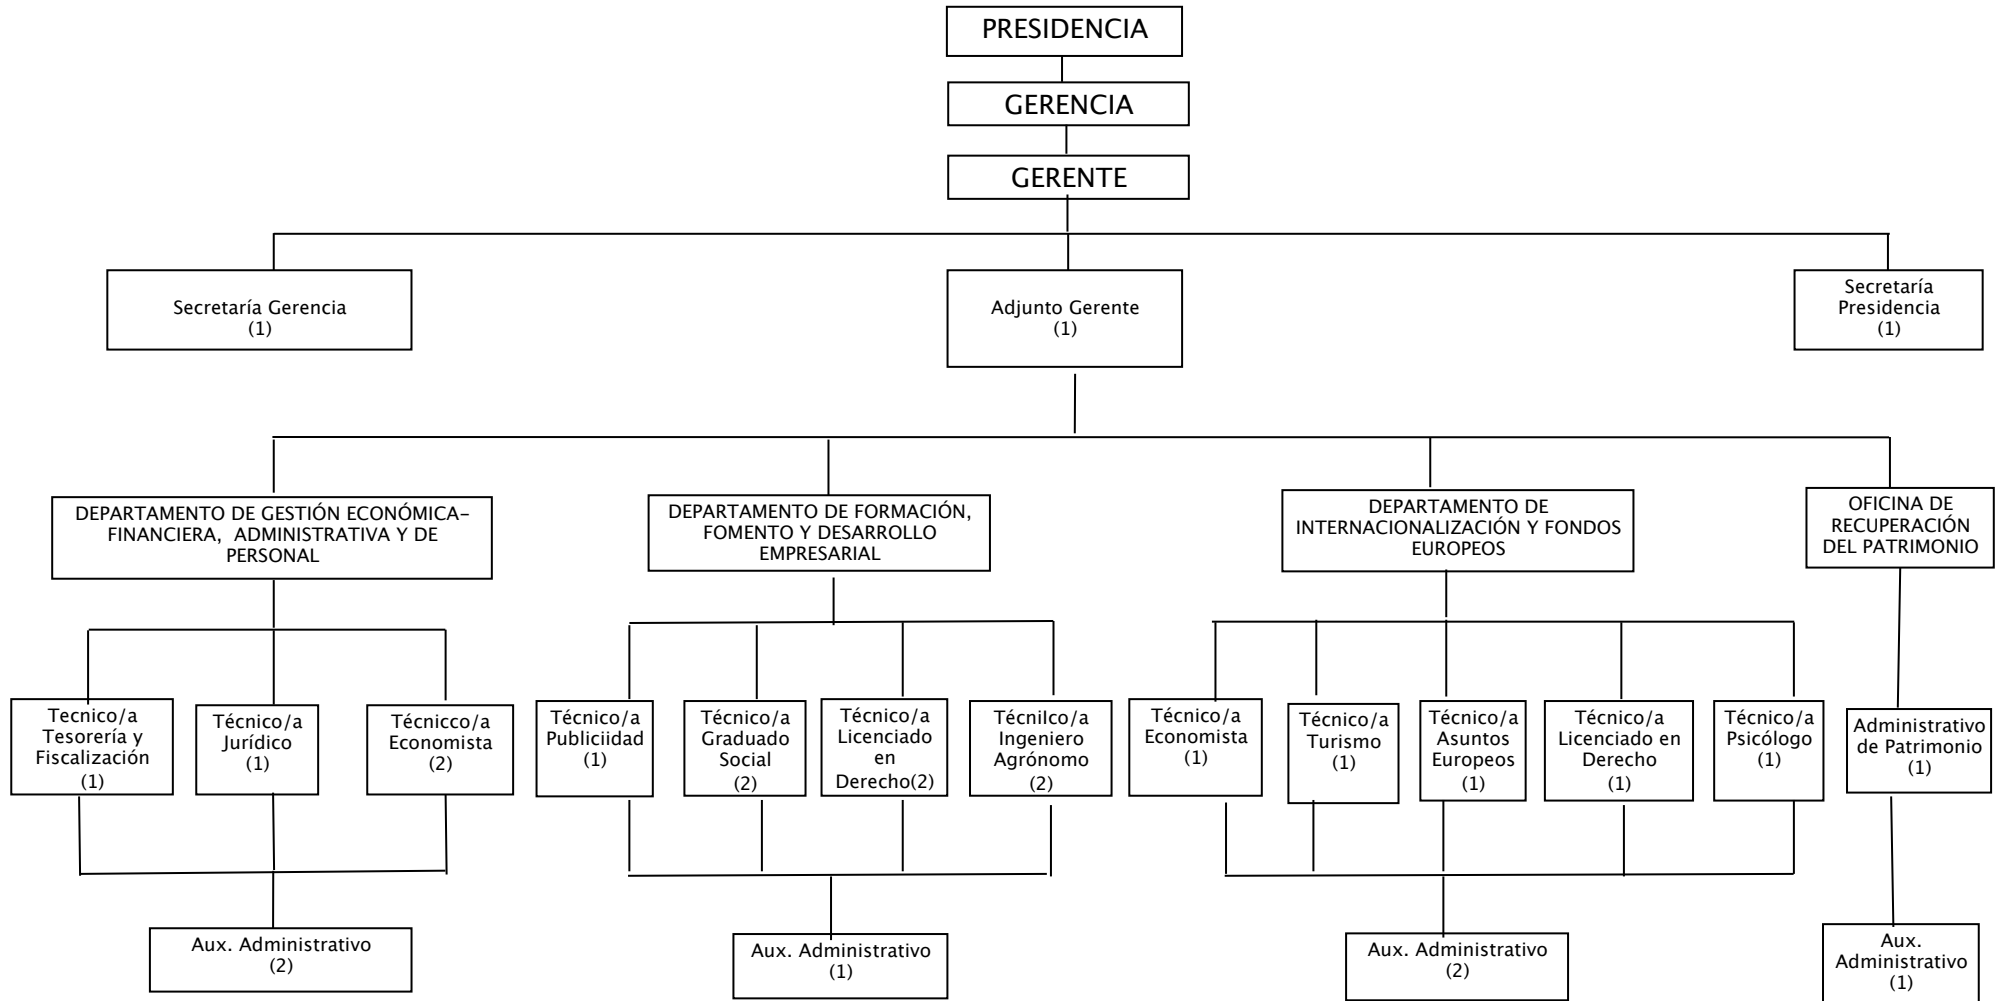 PRESIDENCIA
GERENCIA
GERENTE
Secretaría Gerencia
(1)
Adjunto Gerente
(1)
Secretaría
Presidencia
(1)
DEPARTAMENTO DE GESTIÓN ECONÓMICA-
FINANCIERA, ADMINISTRATIVA Y DE
PERSONAL
DEPARTAMENTO DE FORMACIÓN,
FOMENTO Y DESARROLLO
EMPRESARIAL
DEPARTAMENTO DE
INTERNACIONALIZACIÓN Y FONDOS
EUROPEOS
OFICINA DE
RECUPERACIÓN
DEL PATRIMONIO
Tecnico/a
Tesorería y
Fiscalización
(1)
Técnico/a
Jurídico
(1)
Técnicco/a
Economista
(2)
Técnico/a
Publiciidad
(1)
Técnico/a
Graduado
Social
(2)
Técnico/a
Licenciado
en
Derecho(2)
Técnilco/a
Ingeniero
Agrónomo
(2)
Técnico/a
Economista
(1)
Técnico/a
Turismo
(1)
Técnico/a
Asuntos
Europeos
(1)
Técnico/a
Licenciado en
Derecho
(1)
Técnico/a
Psicólogo
(1)
Administrativo
de Patrimonio
(1)
Aux. Administrativo
(2)
Aux. Administrativo
(1)
Aux. Administrativo
(2)
Aux.
Administrativo
(1)